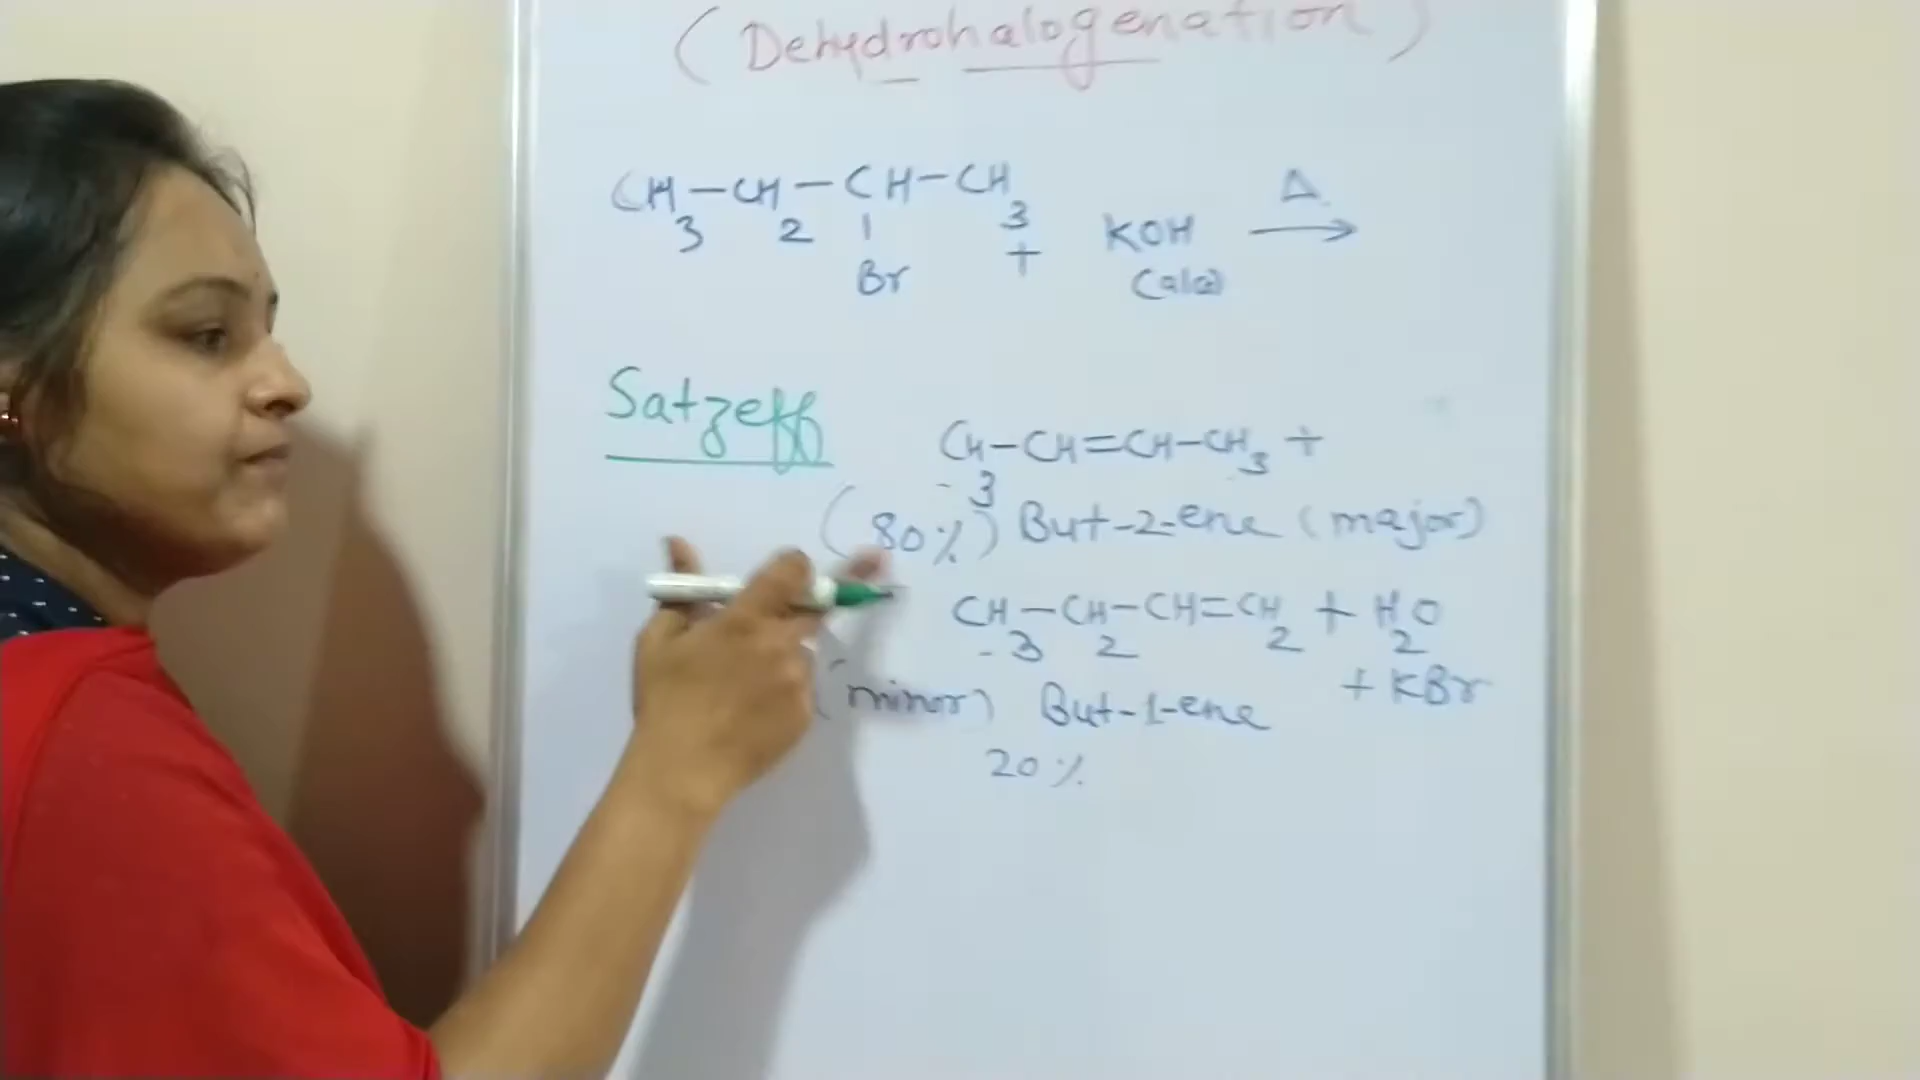 (Dehydrohalogenation)
CH3-CH2-CH-CH3 + KOH →
Δ
Br
(alc)
Satzeff
CH3-CH=CH-CH3 +
(80%) But-2-ene (major)
CH3-CH2-CH=CH2 + H2O
+ KBr
(minor) But-1-ene
20%